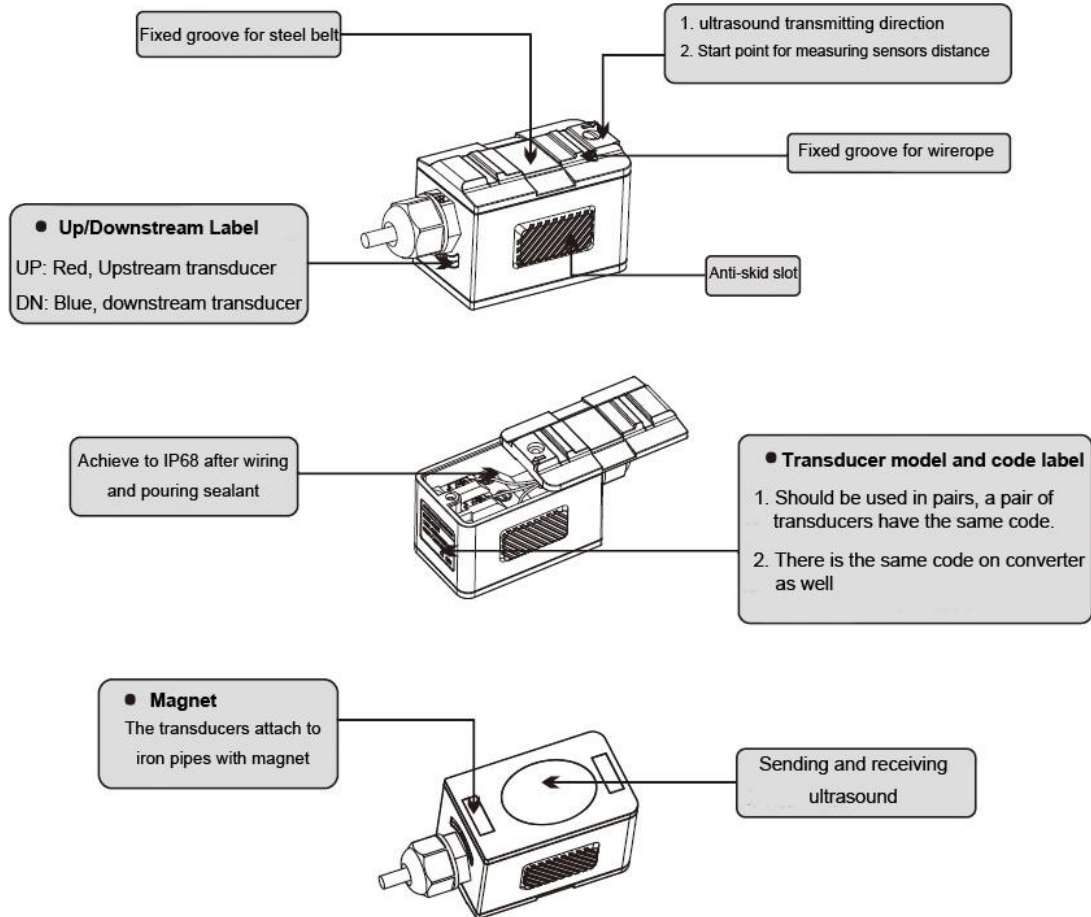 Fixed groove for steel belt
1. ultrasound transmitting direction
2. Start point for measuring sensors distance
Fixed groove for wirerope
● Up/Downstream Label
UP: Red, Upstream transducer
DN: Blue, downstream transducer
Anti-skid slot
Achieve to IP68 after wiring
and pouring sealant
● Transducer model and code label
1. Should be used in pairs, a pair of
transducers have the same code.
2. There is the same code on converter
as well
● Magnet
The transducers attach to
iron pipes with magnet
Sending and receiving
ultrasound